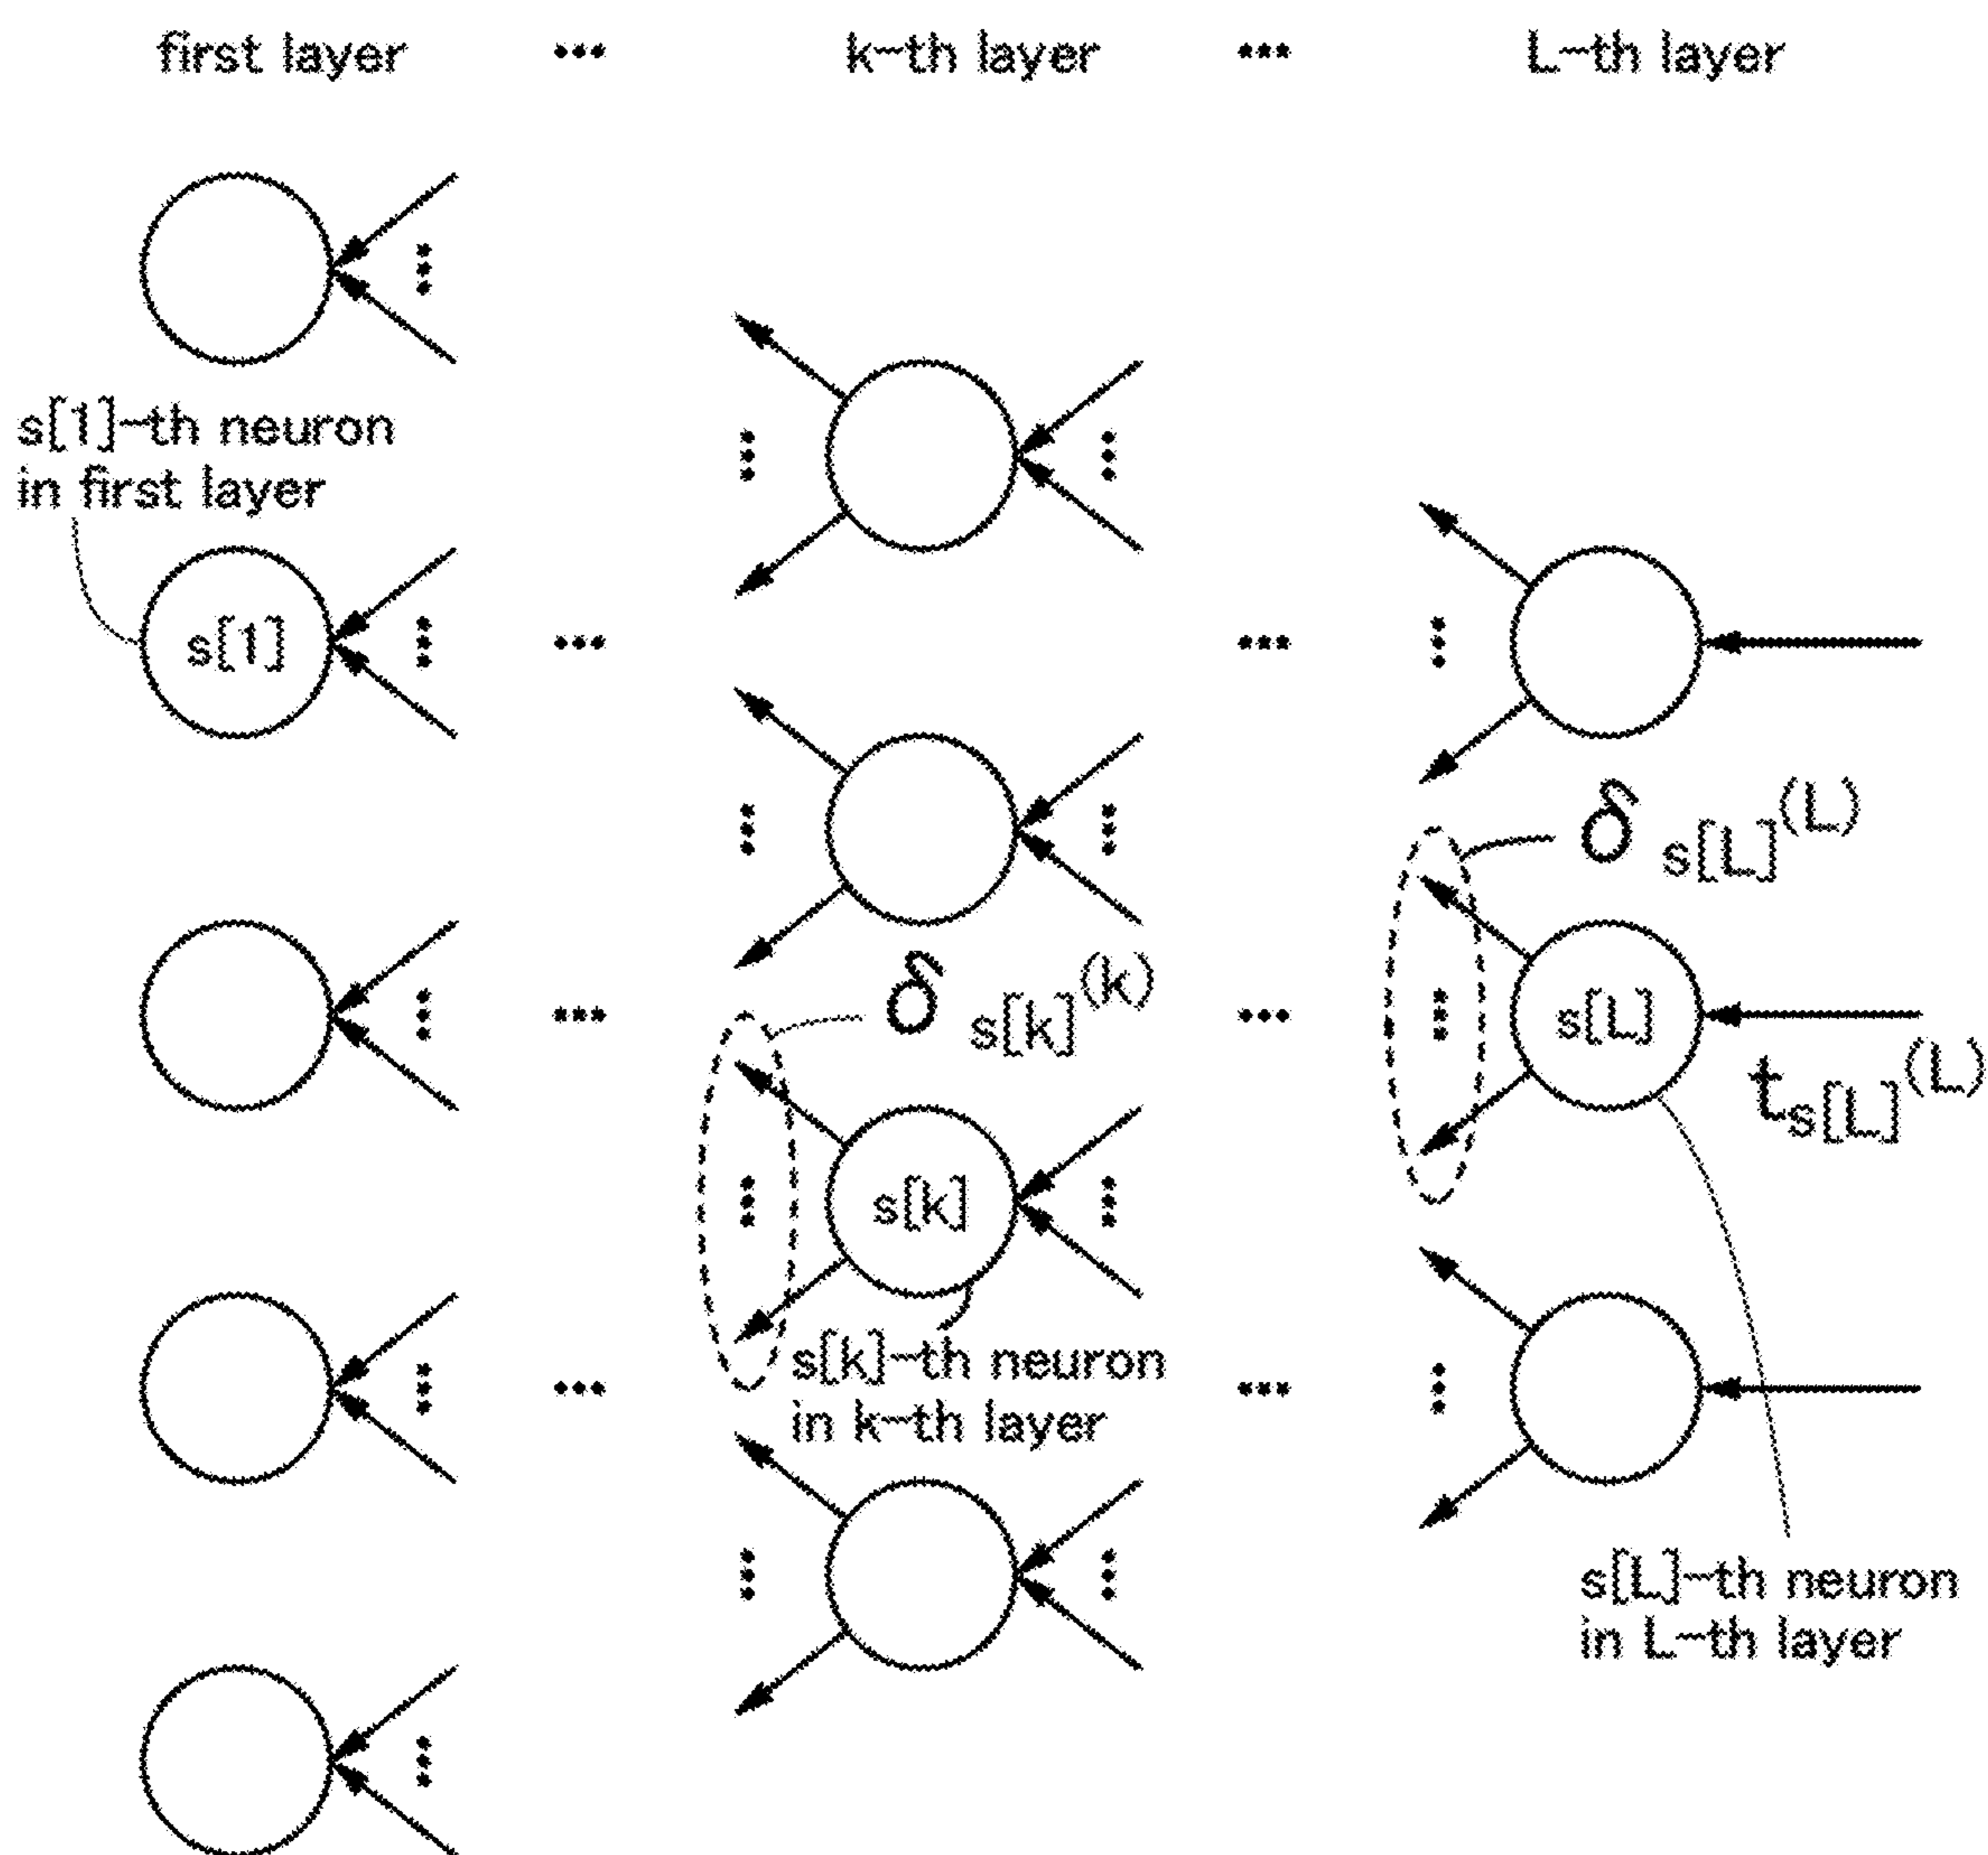 first layer ··· k-th layer ··· L-th layer
s[1]-th neuron
in first layer
s[1]
δ s[L](L)
δ s[k](k)
s[L]
ts[L](L)
s[k]
s[k]-th neuron
in k-th layer
s[L]-th neuron
in L-th layer